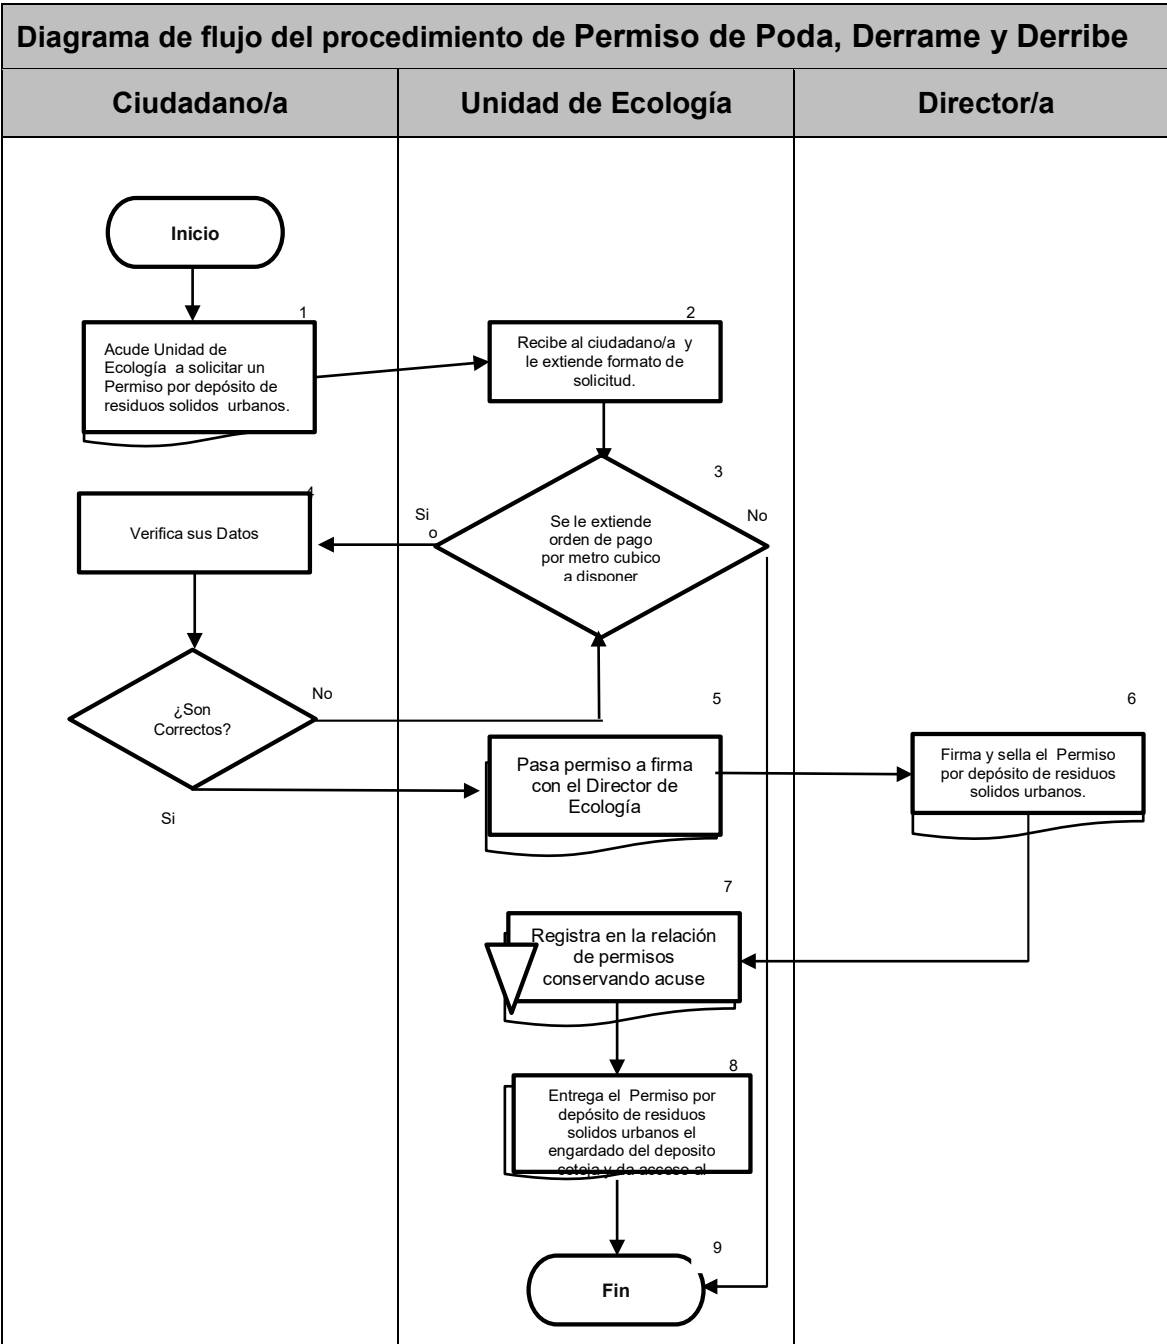 Diagrama de flujo del procedimiento de Permiso de Poda, Derrame y Derribe
Ciudadano/a
Unidad de Ecología
Director/a
Inicio
1
Acude Unidad de
Ecología a solicitar un
Permiso por depósito de
residuos solidos urbanos.
2
Recibe al ciudadano/a y
le extiende formato de
solicitud.
3
Se le extiende
orden de pago
por metro cubico
a disponer
Si
o
No
4
Verifica sus Datos
¿Son
Correctos?
No
Si
5
Pasa permiso a firma
con el Director de
Ecología
6
Firma y sella el Permiso
por depósito de residuos
solidos urbanos.
7
Registra en la relación
de permisos
conservando acuse
8
Entrega el Permiso por
depósito de residuos
solidos urbanos el
engardado del deposito
coteja y da acceso al
9
Fin